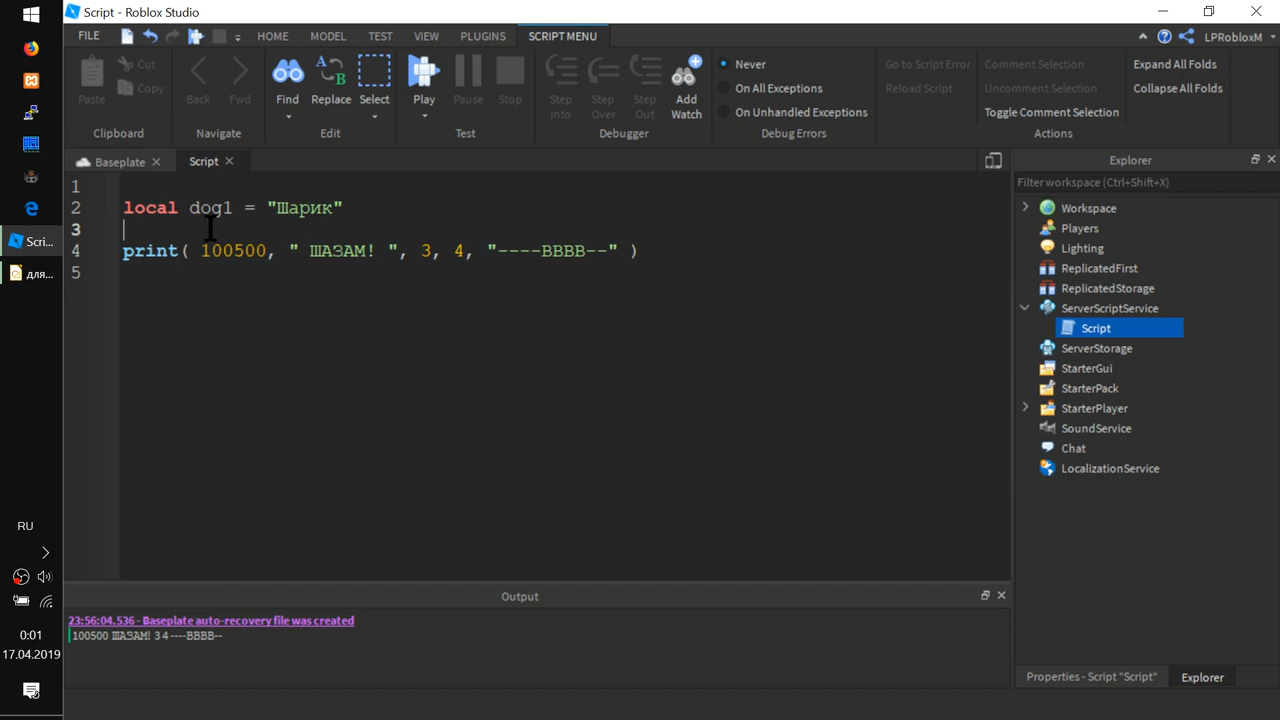 Script - Roblox Studio
FILE HOME MODEL TEST VIEW PLUGINS SCRIPT MENU LPRobloxM
Paste Cut Copy Back Fwd Find Replace Select Play Pause Stop Step Into Step Over Step Out Add Watch
Never
On All Exceptions
On Unhandled Exceptions
Go to Script Error
Reload Script
Comment Selection
Uncomment Selection
Toggle Comment Selection
Expand All Folds
Collapse All Folds
Clipboard Navigate Edit Test Debugger Debug Errors Actions
Baseplate Script
1
2 local dog1 = "Шарик"
3
4 print( 100500, " ШАЗАМ! ", 3, 4, "----ВВВВ--" )
5
Explorer
Filter workspace (Ctrl+Shift+X)
Workspace
Players
Lighting
ReplicatedFirst
ReplicatedStorage
ServerScriptService
Script
ServerStorage
StarterGui
StarterPack
StarterPlayer
SoundService
Chat
LocalizationService
Properties - Script "Script" Explorer
Output
23:56:04.536 - Baseplate auto-recovery file was created
100500 ШАЗАМ! 3 4 ----ВВВВ--
Scri...
для...
RU
0:01
17.04.2019